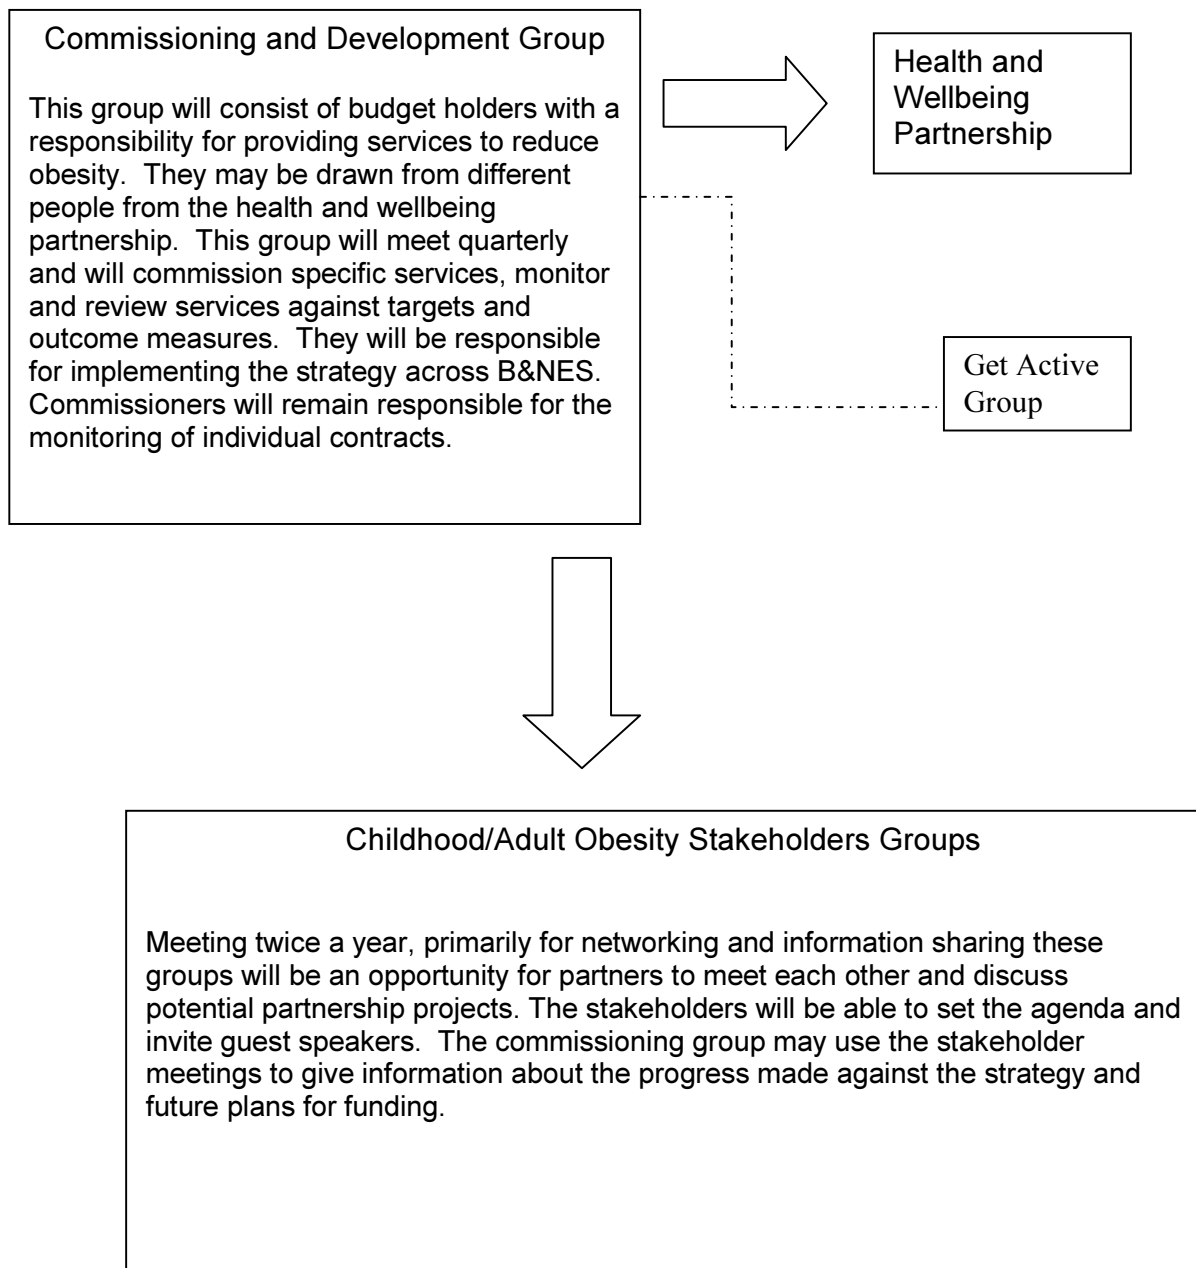 Commissioning and Development Group
This group will consist of budget holders with a
responsibility for providing services to reduce
obesity.  They may be drawn from different
people from the health and wellbeing
partnership.  This group will meet quarterly
and will commission specific services, monitor
and review services against targets and
outcome measures.  They will be responsible
for implementing the strategy across B&NES.
Commissioners will remain responsible for the
monitoring of individual contracts.
Health and
Wellbeing
Partnership
Get Active
Group
Childhood/Adult Obesity Stakeholders Groups
Meeting twice a year, primarily for networking and information sharing these
groups will be an opportunity for partners to meet each other and discuss
potential partnership projects. The stakeholders will be able to set the agenda and
invite guest speakers.  The commissioning group may use the stakeholder
meetings to give information about the progress made against the strategy and
future plans for funding.